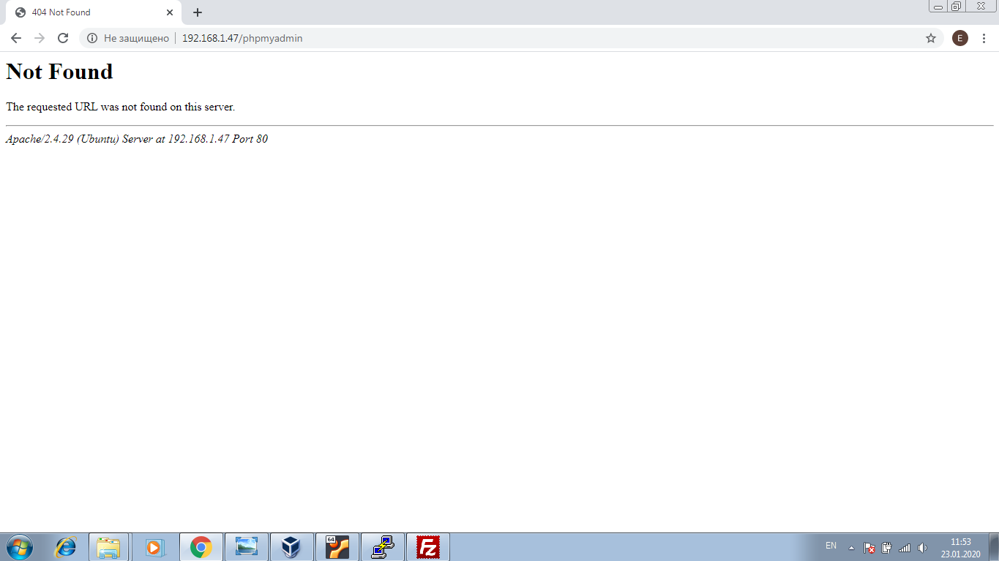 404 Not Found
Не защищено
192.168.1.47/phpmyadmin
E
Not Found
The requested URL was not found on this server.
Apache/2.4.29 (Ubuntu) Server at 192.168.1.47 Port 80
64
Fz
EN
11:53
23.01.2020